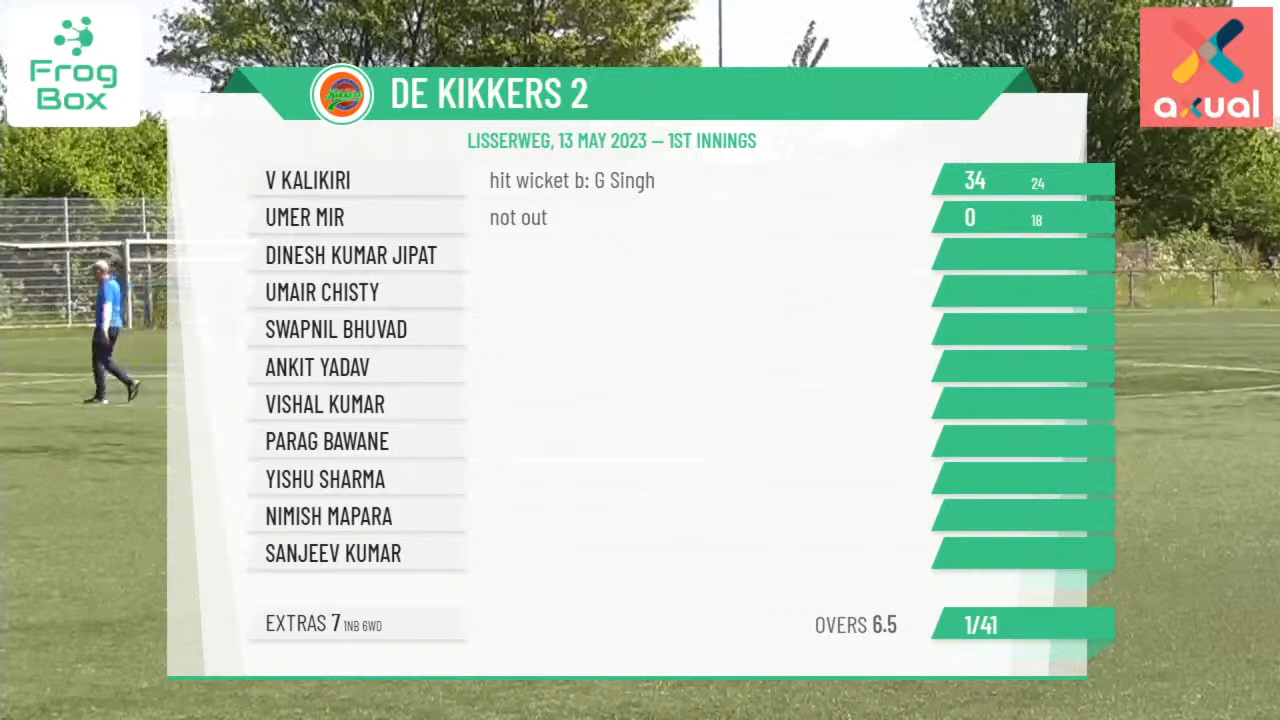 Frog
Box
axual
DE KIKKERS 2
LISSERWEG, 13 MAY 2023 – 1ST INNINGS
V KALIKIRI hit wicket b: G Singh 34 24
UMER MIR not out 0 18
DINESH KUMAR JIPAT
UMAIR CHISTY
SWAPNIL BHUVAD
ANKIT YADAV
VISHAL KUMAR
PARAG BAWANE
YISHU SHARMA
NIMISH MAPARA
SANJEEV KUMAR
EXTRAS 7 1NB 6WD OVERS 6.5 1/41